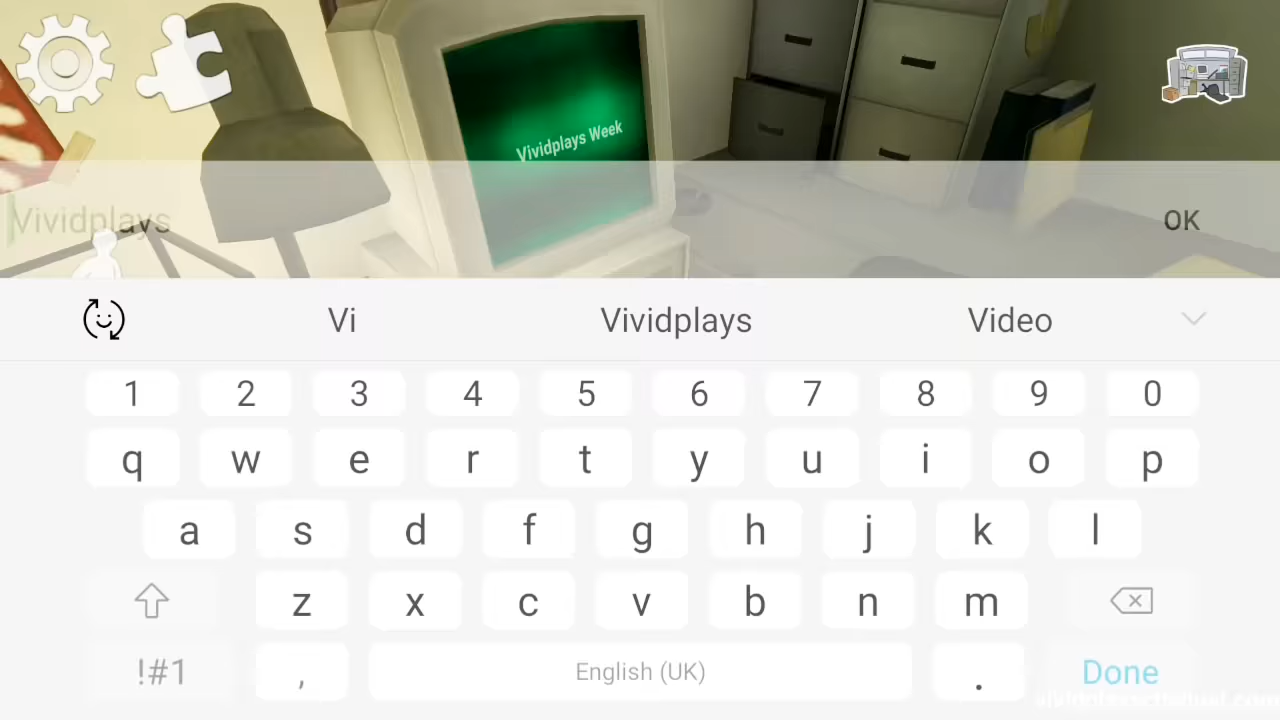 Vividplays Week
Vividplays
OK
Vi Vividplays Video
1 2 3 4 5 6 7 8 9 0
q w e r t y u i o p
a s d f g h j k l
z x c v b n m
!#1 , English (UK) . Done